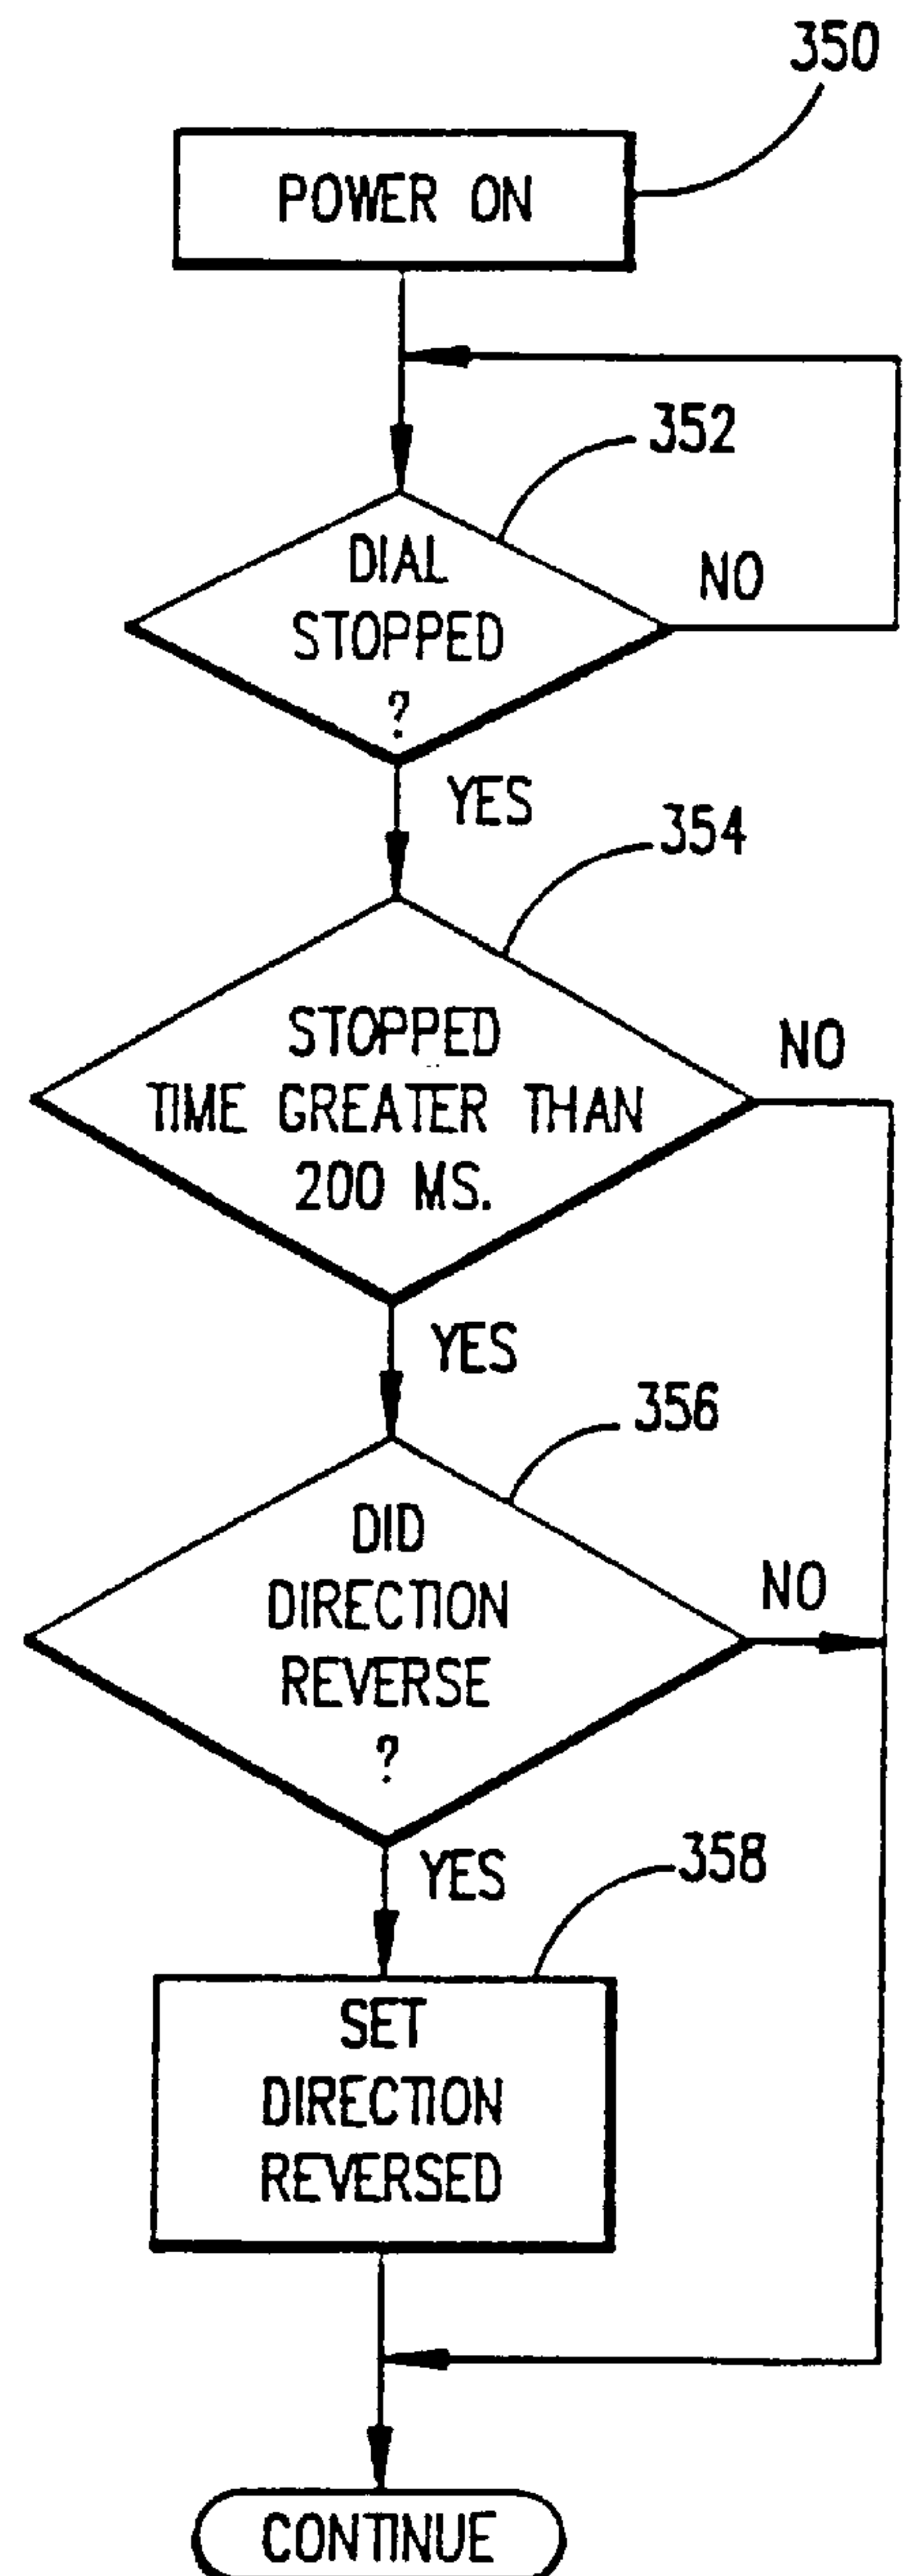 350
POWER ON
352
DIAL
STOPPED
?
NO
YES
354
STOPPED
TIME GREATER THAN
200 MS.
NO
YES
356
DID
DIRECTION
REVERSE
?
NO
YES
358
SET
DIRECTION
REVERSED
CONTINUE